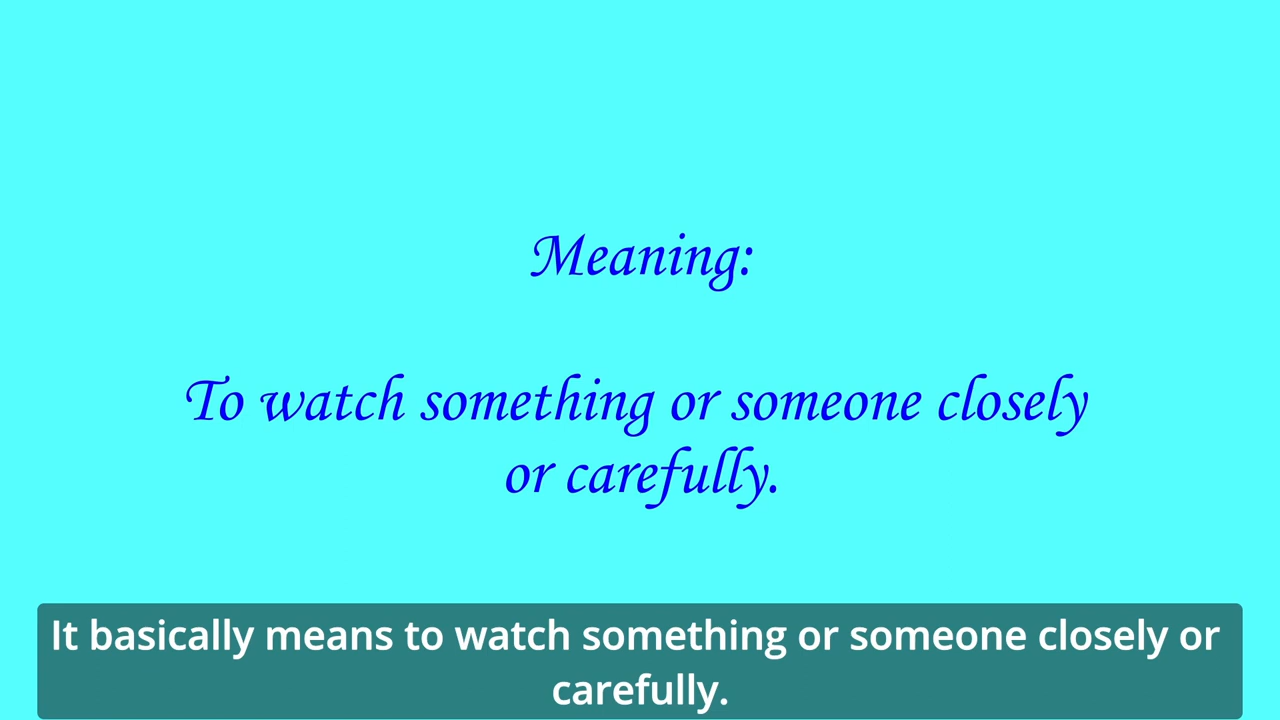 Meaning:
To watch something or someone closely
or carefully.
It basically means to watch something or someone closely or
carefully.